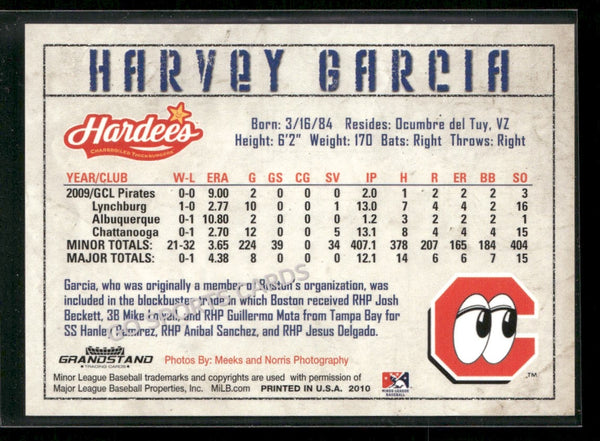 HARVEY GARCIA
Hardees
CHARBROILED THICKBURGERS
Born: 3/16/84 Resides: Ocumbre del Tuy, VZ
Height: 6'2" Weight: 170 Bats: Right Throws: Right
YEAR/CLUB W-L ERA G GS CG SV IP H R ER BB SO
2009/GCL Pirates 0-0 9.00 2 0 0 0 2.0 1 2 2 2 3
Lynchburg 1-0 2.77 10 0 0 1 13.0 7 4 4 2 16
Albuquerque 0-1 10.80 2 0 0 0 1.2 3 2 2 2 1
Chattanooga 0-1 2.70 12 0 0 5 13.1 8 4 4 4 15
MINOR TOTALS: 21-32 3.65 224 39 0 34 407.1 378 207 165 184 404
MAJOR TOTALS: 0-1 4.38 8 0 0 0 12.1 14 6 6 7 15
Garcia, who was originally a member of Boston's organization, was
included in the blockbuster trade in which Boston received RHP Josh
Beckett, 3B Mike Lowell, and RHP Guillermo Mota from Tampa Bay for
SS Hanley Ramirez, RHP Anibal Sanchez, and RHP Jesus Delgado.
GO SPORTS CARDS
GRANDSTAND
TRADING CARDS
Photos By: Meeks and Norris Photography
Minor League Baseball trademarks and copyrights are used with permission of
Major League Baseball Properties, Inc. MiLB.com PRINTED IN U.S.A. 2010
MINOR LEAGUE
BASEBALL
C
TM